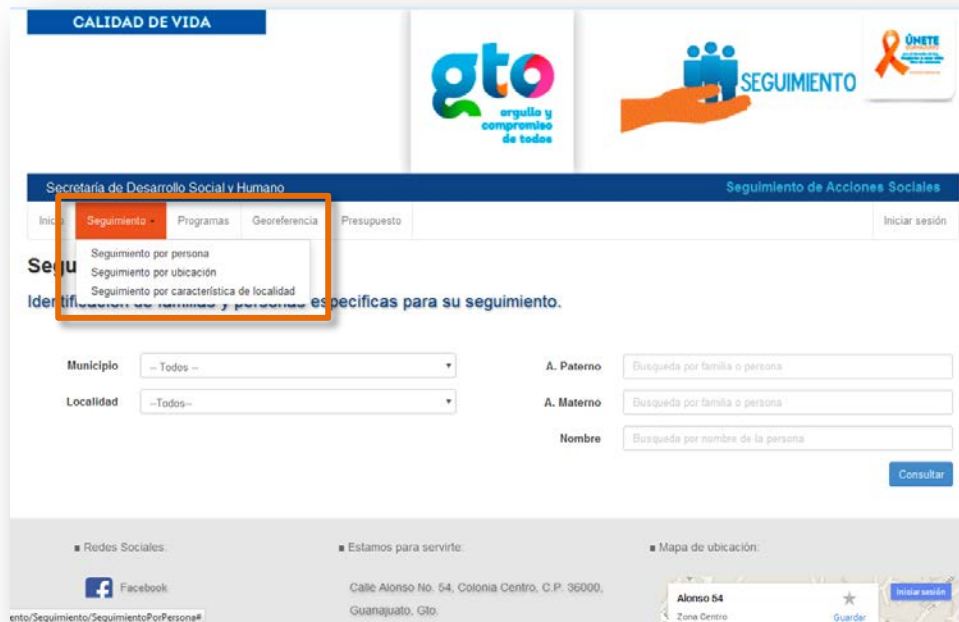 CALIDAD DE VIDA
gto
orgullo y
compromiso
de todos
SEGUIMIENTO
ÚNETE
Secretaría de Desarrollo Social y Humano
Seguimiento de Acciones Sociales
Inicio Seguimiento Programas Georeferencia Presupuesto Iniciar sesión
Seguimiento por persona
Seguimiento por ubicación
Seguimiento por característica de localidad
Segu
Identificación de familias y personas especificas para su seguimiento.
Municipio -- Todos -- A. Paterno Busqueda por familia o persona
Localidad --Todos-- A. Materno Busqueda por familia o persona
Nombre Busqueda por nombre de la persona
Consultar
Redes Sociales:
Facebook
Estamos para servirte:
Calle Alonso No. 54, Colonia Centro, C.P. 36000,
Guanajuato, Gto.
Mapa de ubicación:
Alonso 54
Zona Centro
Guardar
Iniciar sesión
ento/Seguimiento/SeguimientoPorPersona#